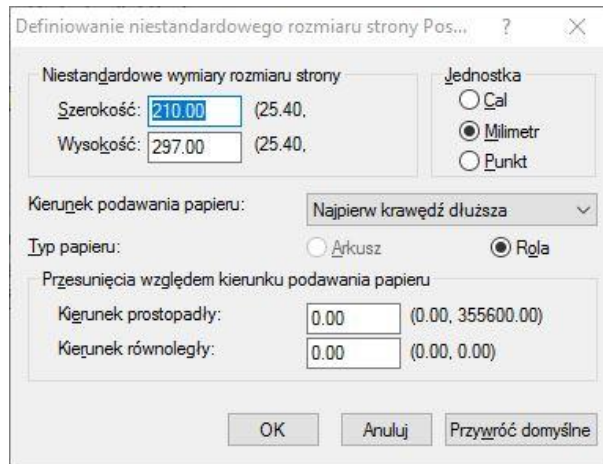 Definiowanie niestandardowego rozmiaru strony Pos... ?
Niestandardowe wymiary rozmiaru strony
Szerokość: 210.00 (25.40,
Wysokość: 297.00 (25.40,
Jednostka
Cal
Milimetr
Punkt
Kierunek podawania papieru: Najpierw krawędź dłuższa
Typ papieru: Arkusz Rola
Przesunięcia względem kierunku podawania papieru
Kierunek prostopadły: 0.00 (0.00, 355600.00)
Kierunek równoległy: 0.00 (0.00, 0.00)
OK Anuluj Przywróć domyślne